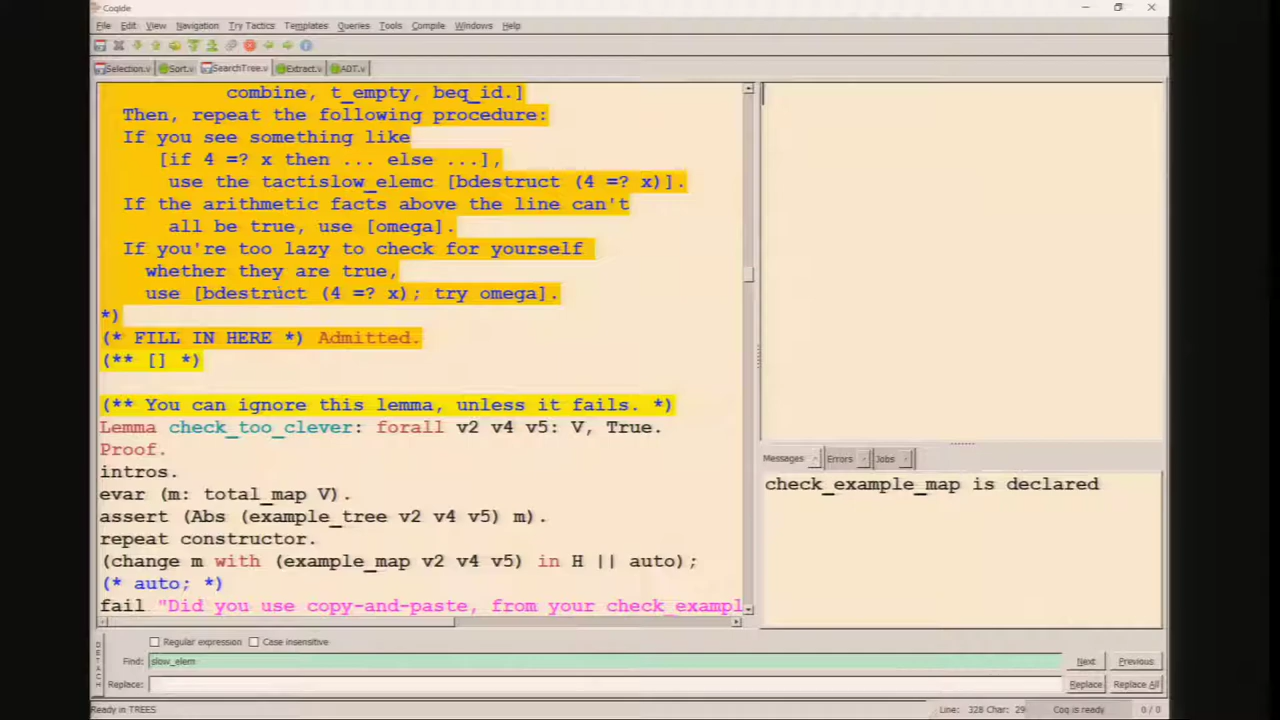 CoqIde
File Edit View Navigation Try Tactics Templates Queries Tools Compile Windows Help
Selection.v Sort.v SearchTree.v Extract.v ADT.v
combine, t_empty, beq_id.]
Then, repeat the following procedure:
If you see something like
[if 4 =? x then ... else ...],
use the tactislow_elemc [bdestruct (4 =? x)].
If the arithmetic facts above the line can't
all be true, use [omega].
If you're too lazy to check for yourself
whether they are true,
use [bdestruct (4 =? x); try omega].
*)
(* FILL IN HERE *) Admitted.
(** [] *)
(** You can ignore this lemma, unless it fails. *)
Lemma check_too_clever: forall v2 v4 v5: V, True.
Proof.
intros.
evar (m: total_map V).
assert (Abs (example_tree v2 v4 v5) m).
repeat constructor.
(change m with (example_map v2 v4 v5) in H || auto);
(* auto; *)
fail "Did you use copy-and-paste, from your check_exampl
Messages Errors Jobs
check_example_map is declared
DETACH
Regular expression Case insensitive
Find: slow_elem Next Previous
Replace: Replace Replace All
Ready in TREES Line: 328 Char: 29 Coq is ready 0 / 0